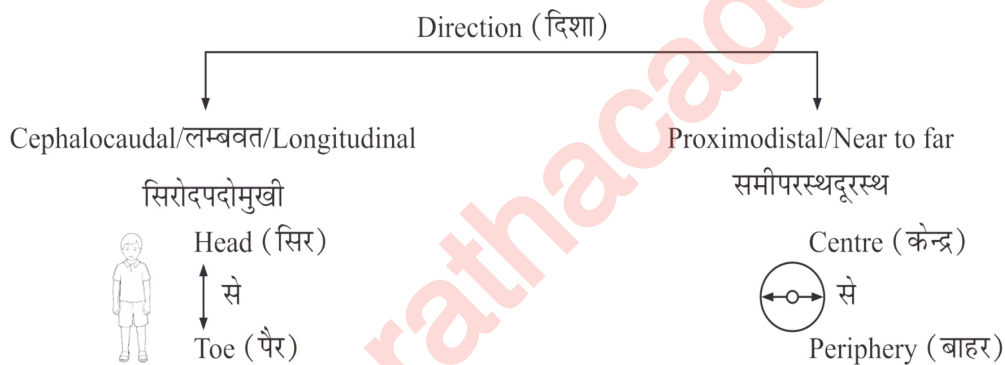 Direction (दिशा)
Cephalocaudal/लम्बवत/Longitudinal
सिरोदपदोमुखी
Head (सिर)
से
Toe (पैर)
Proximodistal/Near to far
समीपरस्थदूरस्थ
Centre (केन्द्र)
से
Periphery (बाहर)
rathacade